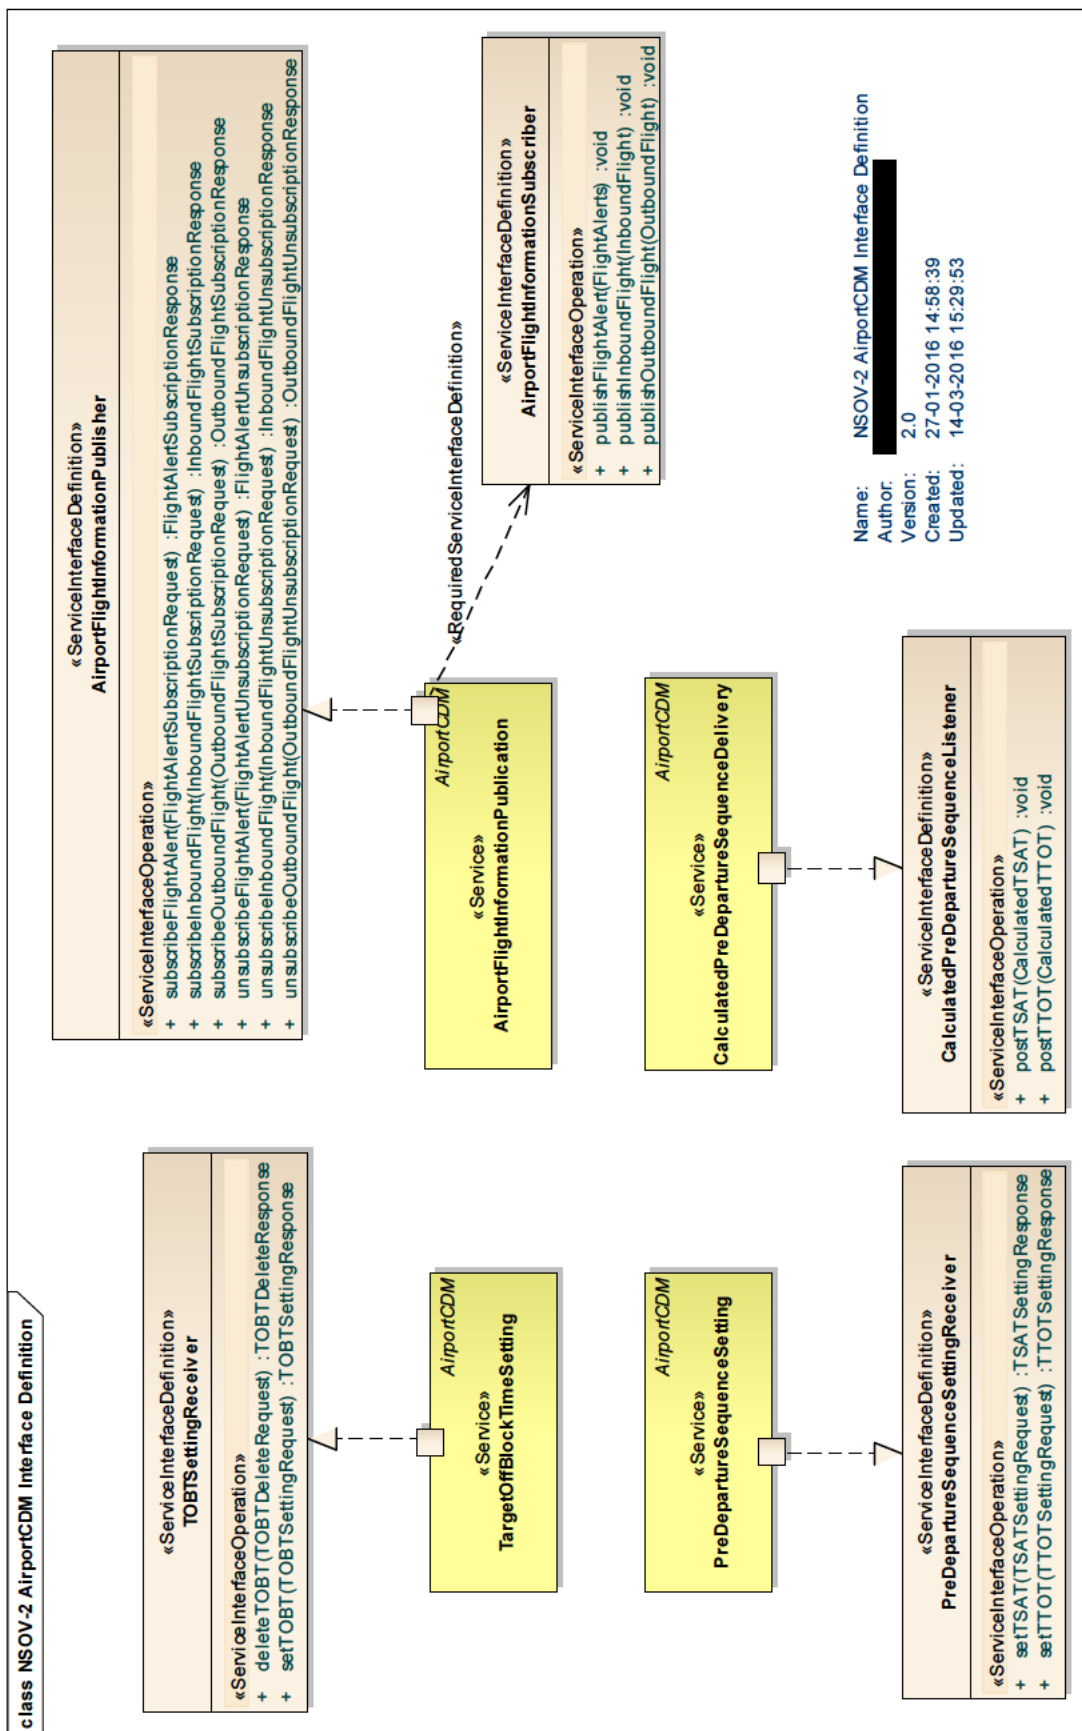 class NSOV-2 AirportCDM Interface Definition
«ServiceInterfaceDefinition»
TOBTSettingReceiver
«ServiceInterfaceOperation»
+ deleteTOBT(TOBTDeleteRequest) :TOBTDeleteResponse
+ setTOBT(TOBTSettingRequest) :TOBTSettingResponse
«ServiceInterfaceDefinition»
AirportFlightInformationPublisher
«ServiceInterfaceOperation»
+ subscribeFlightAlert(FlightAlertSubscriptionRequest) :FlightAlertSubscriptionResponse
+ subscribeInboundFlight(InboundFlightSubscriptionRequest) :InboundFlightSubscriptionResponse
+ subscribeOutboundFlight(OutboundFlightSubscriptionRequest) :OutboundFlightSubscriptionResponse
+ unsubscribeFlightAlert(FlightAlertUnsubscriptionRequest) :FlightAlertUnsubscriptionResponse
+ unsubscribeInboundFlight(InboundFlightUnsubscriptionRequest) :InboundFlightUnsubscriptionResponse
+ unsubscribeOutboundFlight(OutboundFlightUnsubscriptionRequest) :OutboundFlightUnsubscriptionResponse
AirportCDM
«Service»
TargetOffBlockTimeSetting
AirportCDM
«Service»
AirportFlightInformationPublication
«RequiredServiceInterfaceDefinition»
«ServiceInterfaceDefinition»
AirportFlightInformationSubscriber
«ServiceInterfaceOperation»
+ publishFlightAlert(FlightAlerts) :void
+ publishInboundFlight(InboundFlight) :void
+ publishOutboundFlight(OutboundFlight) :void
AirportCDM
«Service»
PreDepartureSequenceSetting
AirportCDM
«Service»
CalculatedPreDepartureSequenceDelivery
«ServiceInterfaceDefinition»
PreDepartureSequenceSettingReceiver
«ServiceInterfaceOperation»
+ setTSAT(TSATSettingRequest) :TSATSettingResponse
+ setTTOT(TTOTSettingRequest) :TTOTSettingResponse
«ServiceInterfaceDefinition»
CalculatedPreDepartureSequenceListener
«ServiceInterfaceOperation»
+ postTSAT(CalculatedTSAT) :void
+ postTTOT(CalculatedTTOT) :void
Name: NSOV-2 AirportCDM Interface Definition
Author:
Version: 2.0
Created: 27-01-2016 14:58:39
Updated: 14-03-2016 15:29:53